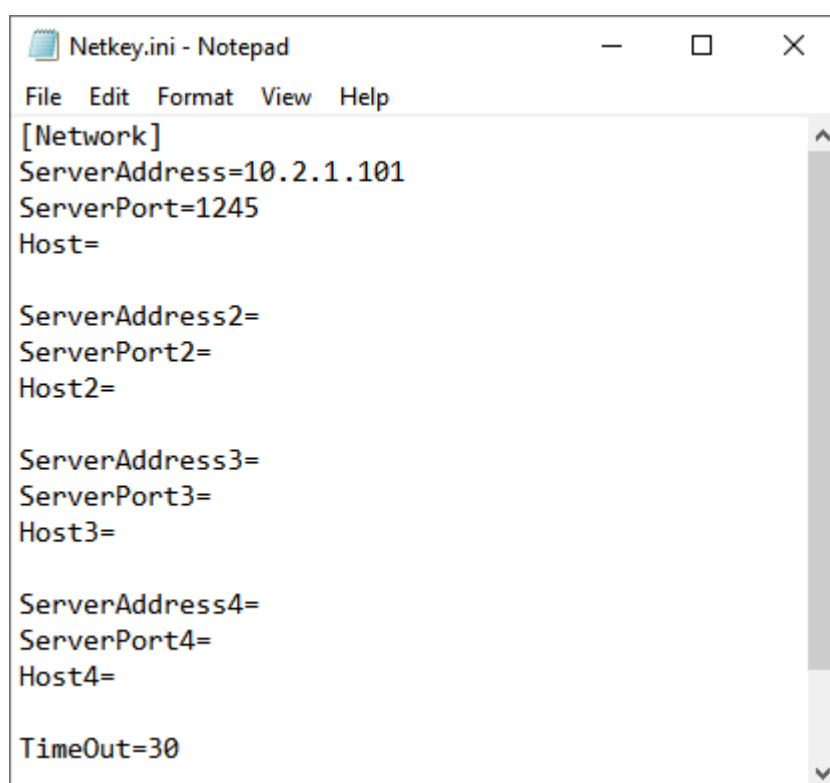 Netkey.ini - Notepad
File Edit Format View Help
[Network]
ServerAddress=10.2.1.101
ServerPort=1245
Host=
ServerAddress2=
ServerPort2=
Host2=
ServerAddress3=
ServerPort3=
Host3=
ServerAddress4=
ServerPort4=
Host4=
TimeOut=30